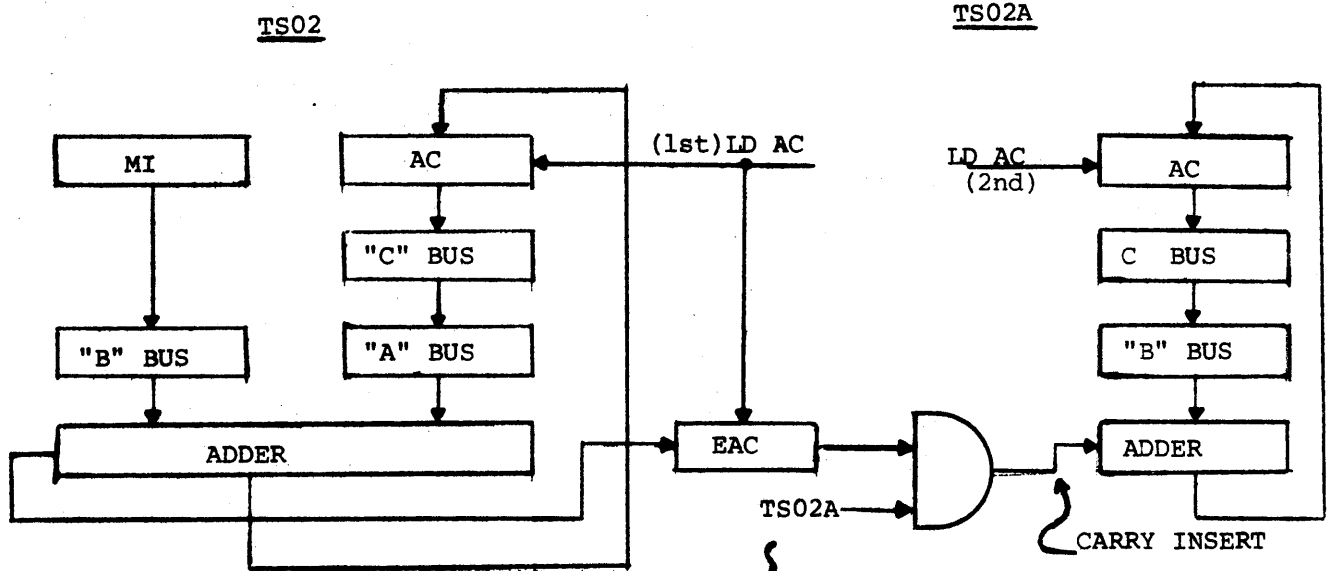 TS02
TS02A
MI
AC
(1st)LD AC
LD AC
(2nd)
AC
"C" BUS
C BUS
"B" BUS
"A" BUS
"B" BUS
ADDER
EAC
ADDER
TS02A
CARRY INSERT